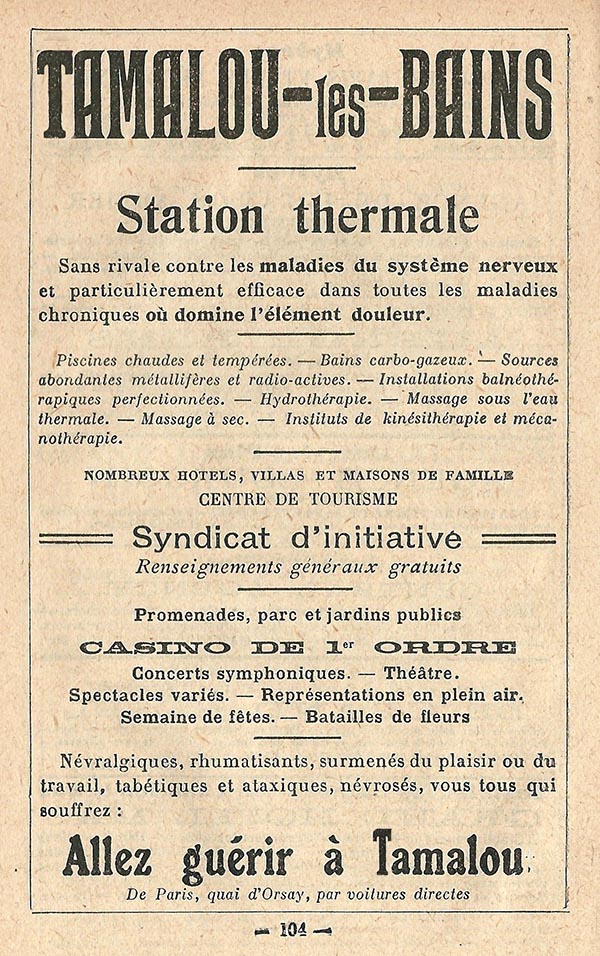 TAMALOU-les-BAINS
Station thermale
Sans rivale contre les maladies du système nerveux
et particulièrement efficace dans toutes les maladies
chroniques où domine l'élément douleur.
Piscines chaudes et tempérées. — Bains carbo-gazeux. — Sources
abondantes métallifères et radio-actives. — Installations balnéothé-
rapiques perfectionnées. — Hydrothérapie. — Massage sous l'eau
thermale. — Massage à sec. — Instituts de kinésithérapie et méca-
nothérapie.
NOMBREUX HOTELS, VILLAS ET MAISONS DE FAMILLE
CENTRE DE TOURISME
Syndicat d'initiative
Renseignements généraux gratuits
Promenades, parc et jardins publics
CASINO DE 1er ORDRE
Concerts symphoniques. — Théâtre.
Spectacles variés. — Représentations en plein air.
Semaine de fêtes. — Batailles de fleurs
Névralgiques, rhumatisants, surmenés du plaisir ou du
travail, tabétiques et ataxiques, névrosés, vous tous qui
souffrez :
Allez guérir à Tamalou.
De Paris, quai d'Orsay, par voitures directes
— 104 —